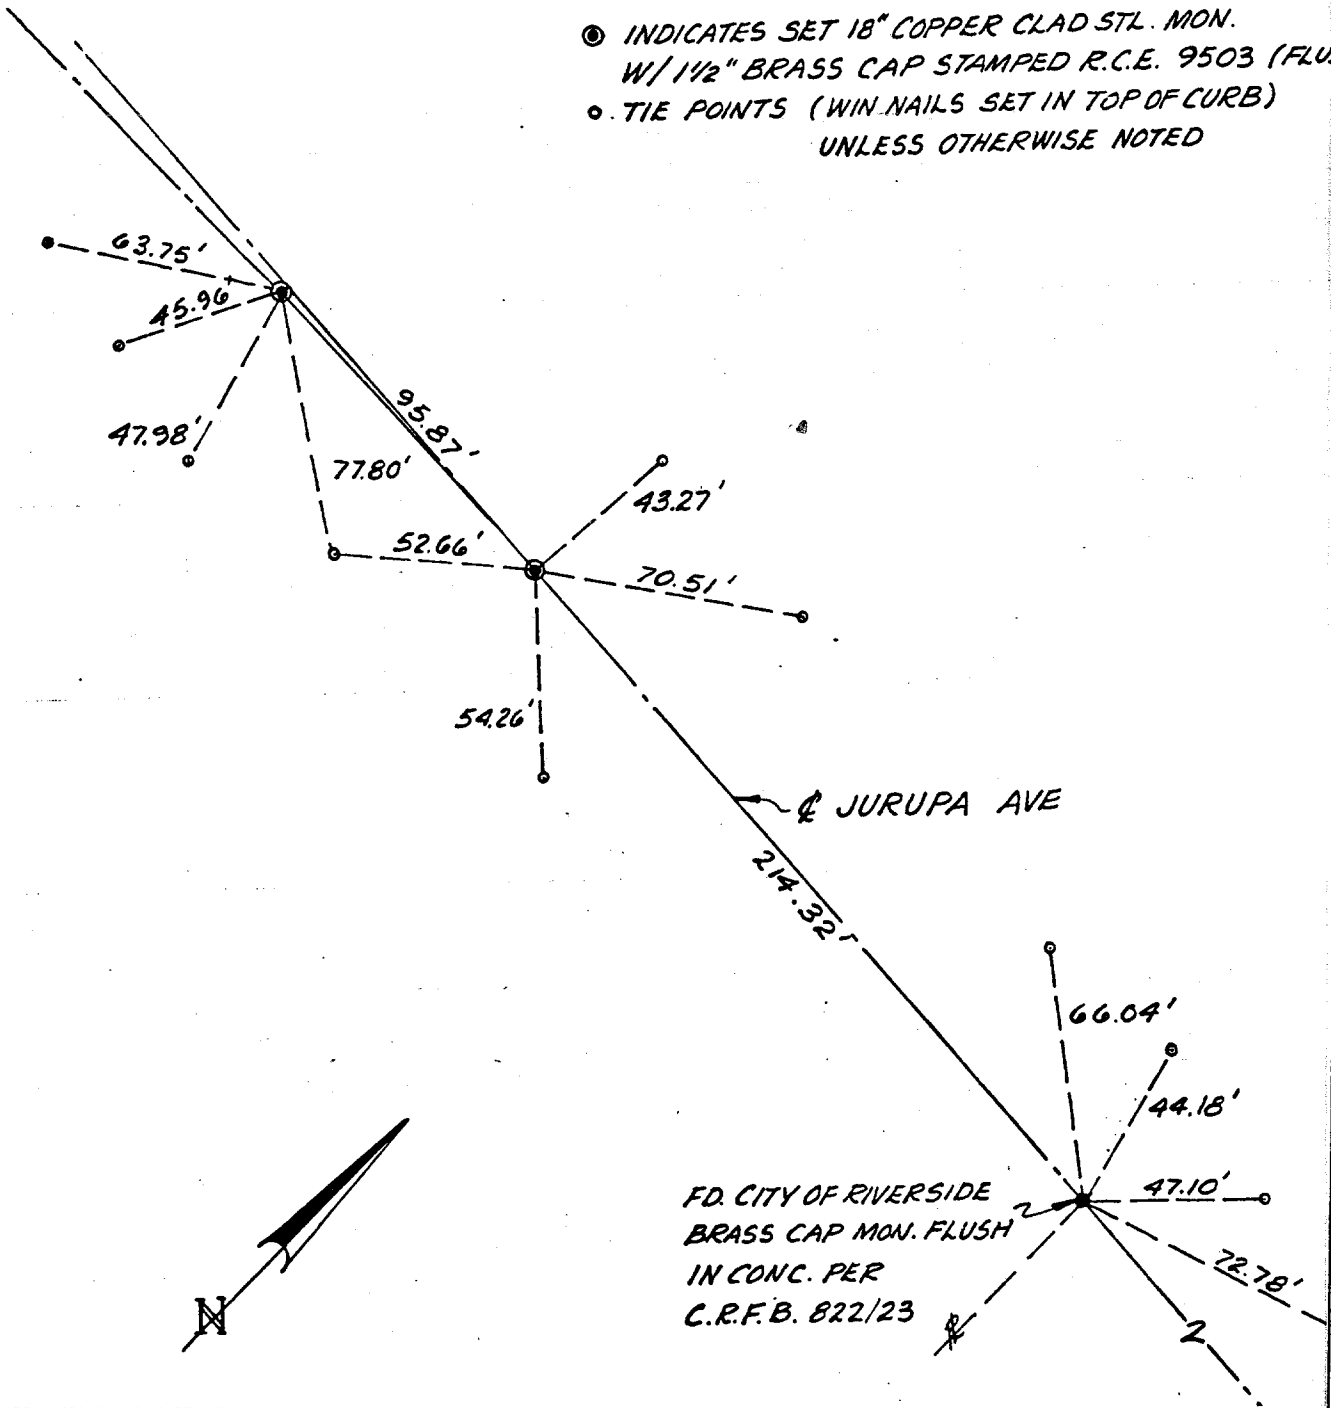 INDICATES SET 18" COPPER CLAD STL. MON.
W/ 1½" BRASS CAP STAMPED R.C.E. 9503 (FLU
TIE POINTS (WIN NAILS SET IN TOP OF CURB)
UNLESS OTHERWISE NOTED
63.75'
45.96'
47.98'
77.80'
95.87'
43.27'
52.66'
70.51'
54.26'
℄ JURUPA AVE
214.32'
66.04'
44.18'
47.10'
72.78'
FD. CITY OF RIVERSIDE
BRASS CAP MON. FLUSH
IN CONC. PER
C.R.F.B. 822/23
℄
2
N